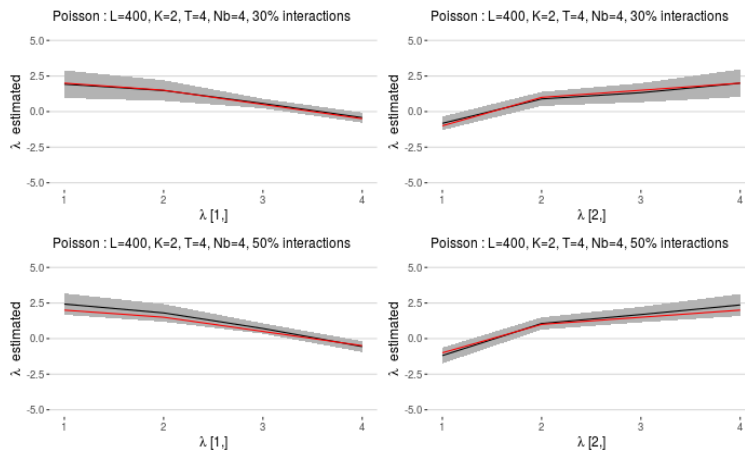 Poisson : L=400, K=2, T=4, Nb=4, 30% interactions
5.0
2.5
0.0
-2.5
-5.0
λ estimated
1 2 3 4
λ [1,]
Poisson : L=400, K=2, T=4, Nb=4, 30% interactions
5.0
2.5
0.0
-2.5
-5.0
λ estimated
1 2 3 4
λ [2,]
Poisson : L=400, K=2, T=4, Nb=4, 50% interactions
5.0
2.5
0.0
-2.5
-5.0
λ estimated
1 2 3 4
λ [1,]
Poisson : L=400, K=2, T=4, Nb=4, 50% interactions
5.0
2.5
0.0
-2.5
-5.0
λ estimated
1 2 3 4
λ [2,]